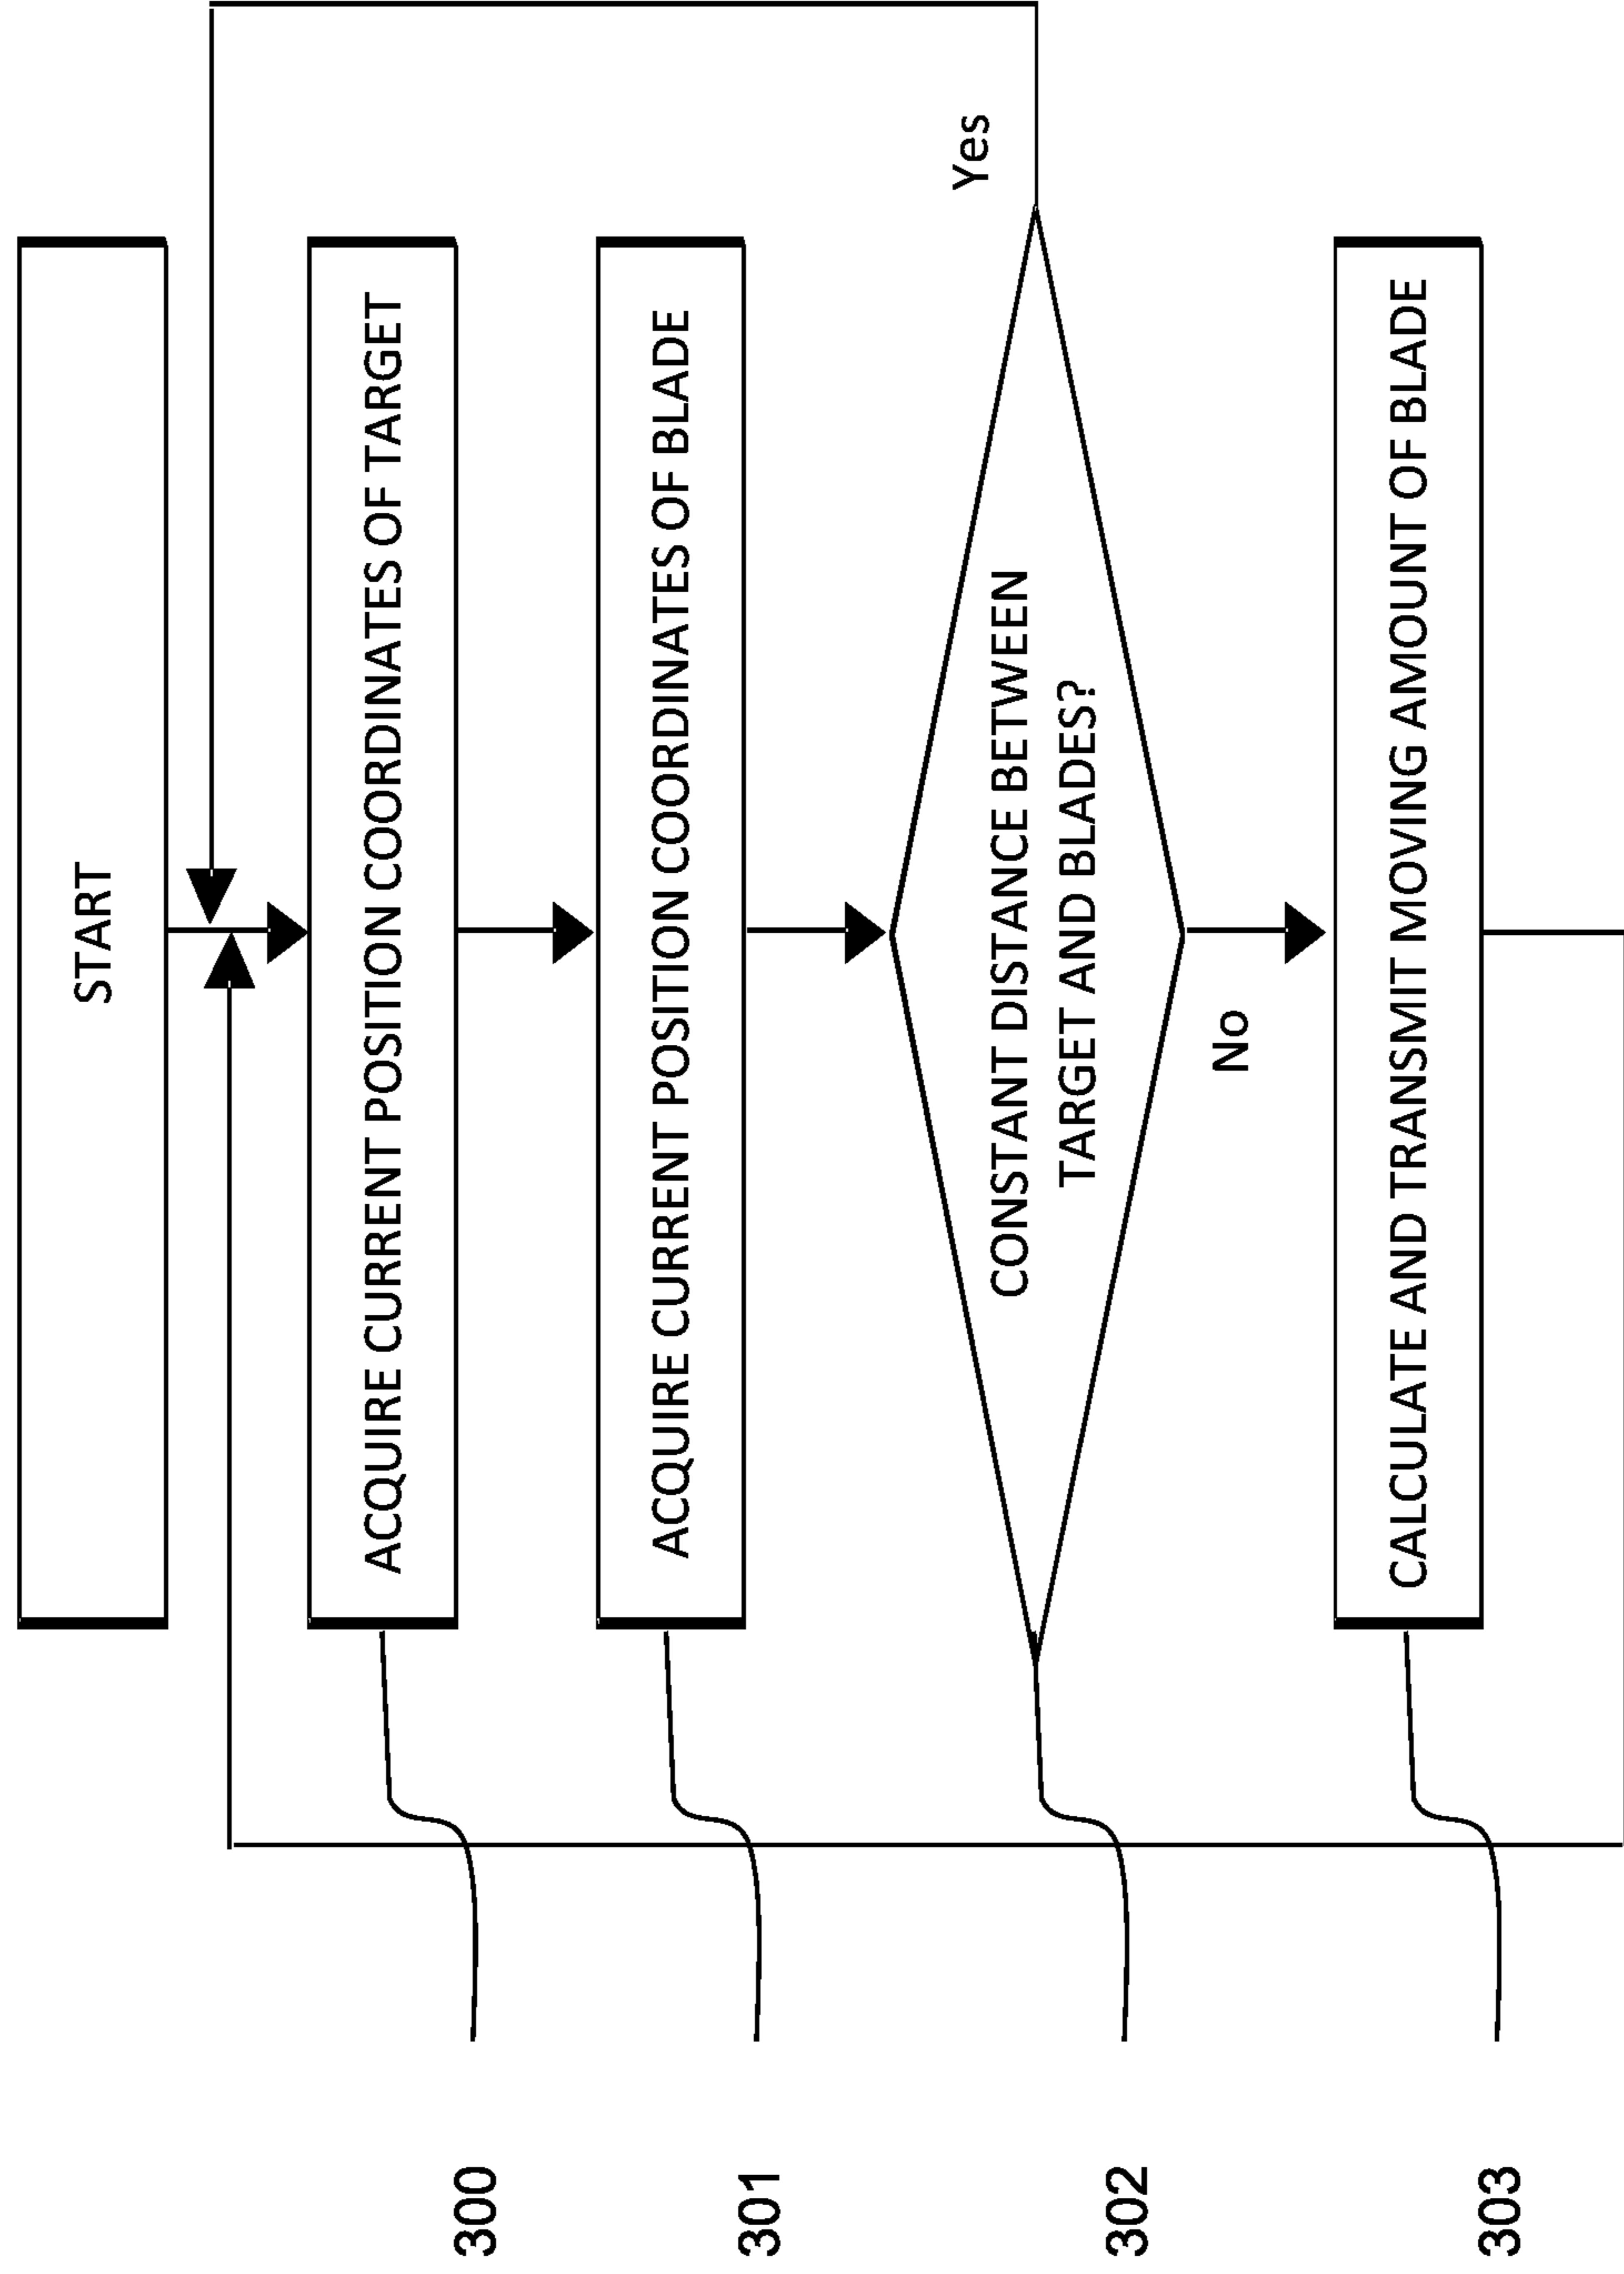 START
300
ACQUIRE CURRENT POSITION COORDINATES OF TARGET
301
ACQUIRE CURRENT POSITION COORDINATES OF BLADE
302
CONSTANT DISTANCE BETWEEN
TARGET AND BLADES?
Yes
No
303
CALCULATE AND TRANSMIT MOVING AMOUNT OF BLADE